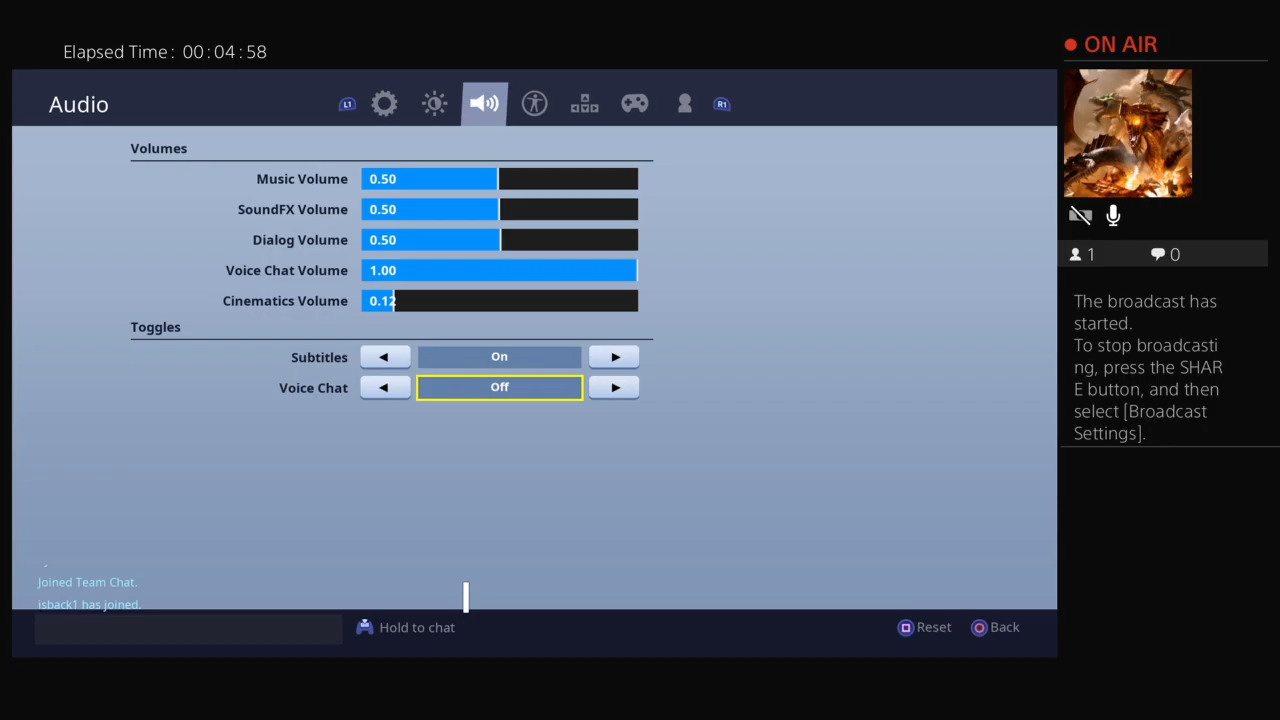 Elapsed Time: 00:04:58
ON AIR
Audio
L1
R1
Volumes
Music Volume 0.50
SoundFX Volume 0.50
Dialog Volume 0.50
Voice Chat Volume 1.00
Cinematics Volume 0.12
Toggles
Subtitles On
Voice Chat Off
Joined Team Chat.
isback1 has joined.
Hold to chat
Reset
Back
1
0
The broadcast has
started.
To stop broadcasti
ng, press the SHAR
E button, and then
select [Broadcast
Settings].